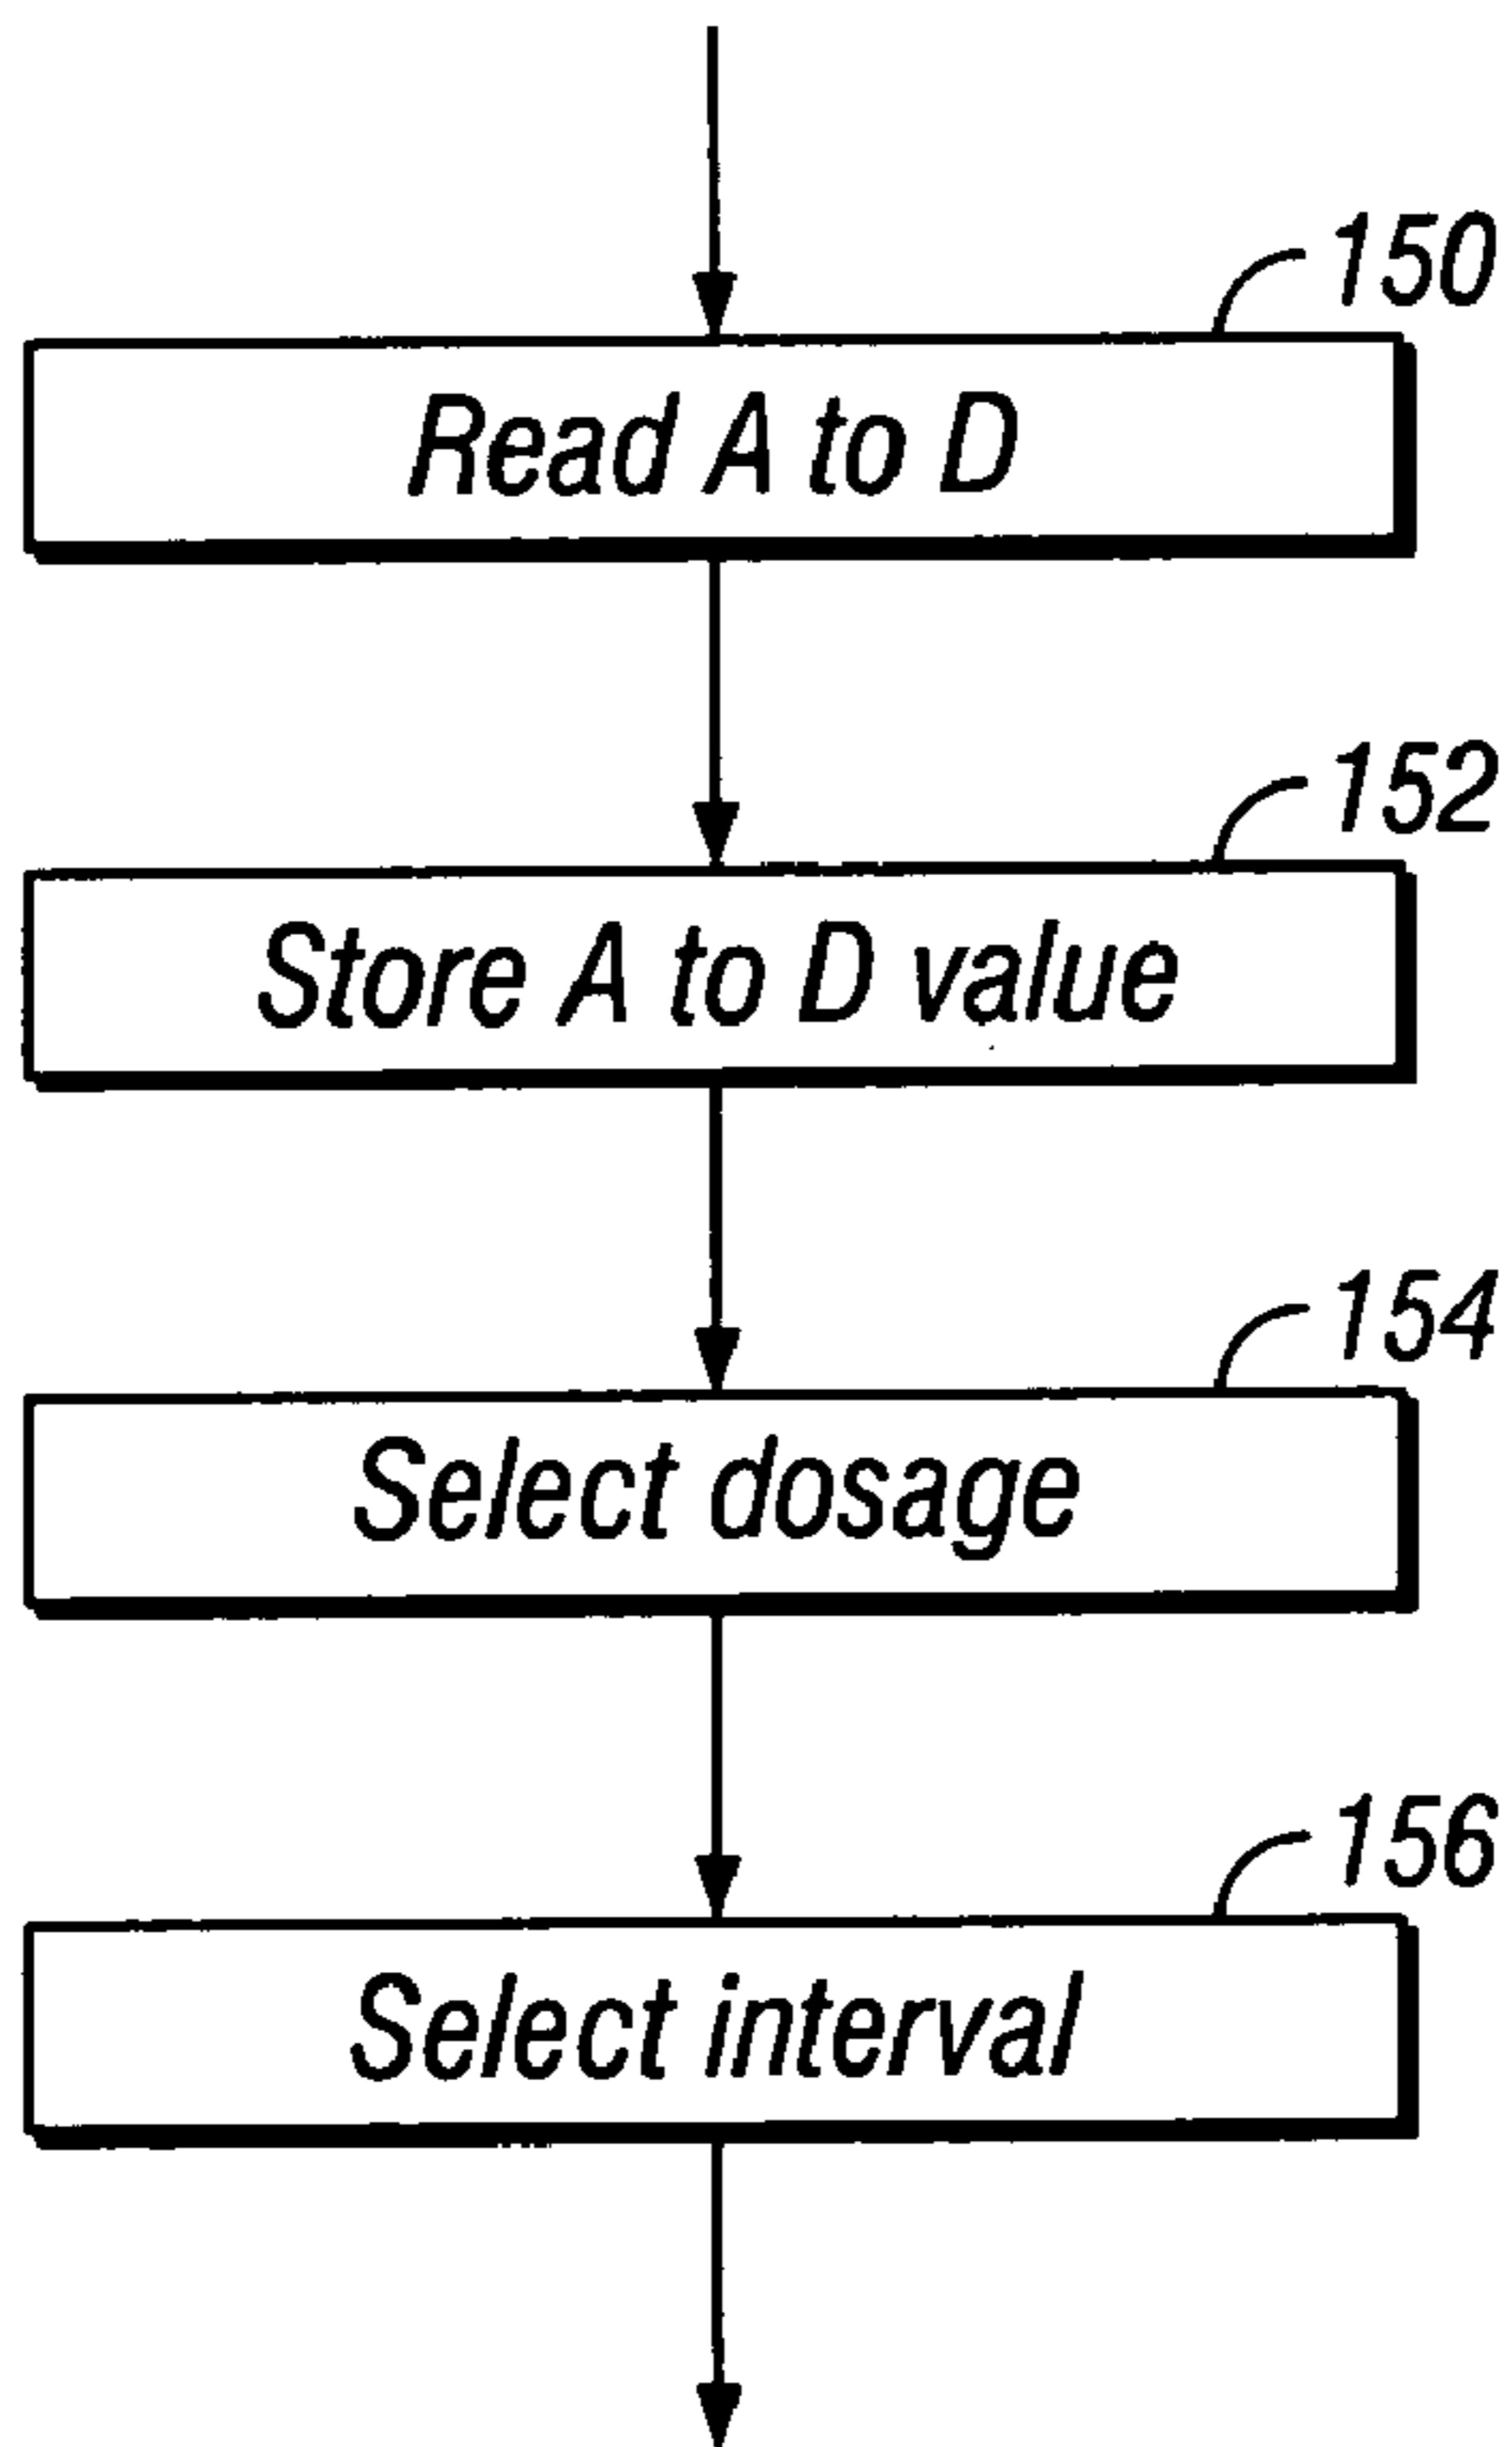 150
Read A to D
152
Store A to D value
154
Select dosage
156
Select interval